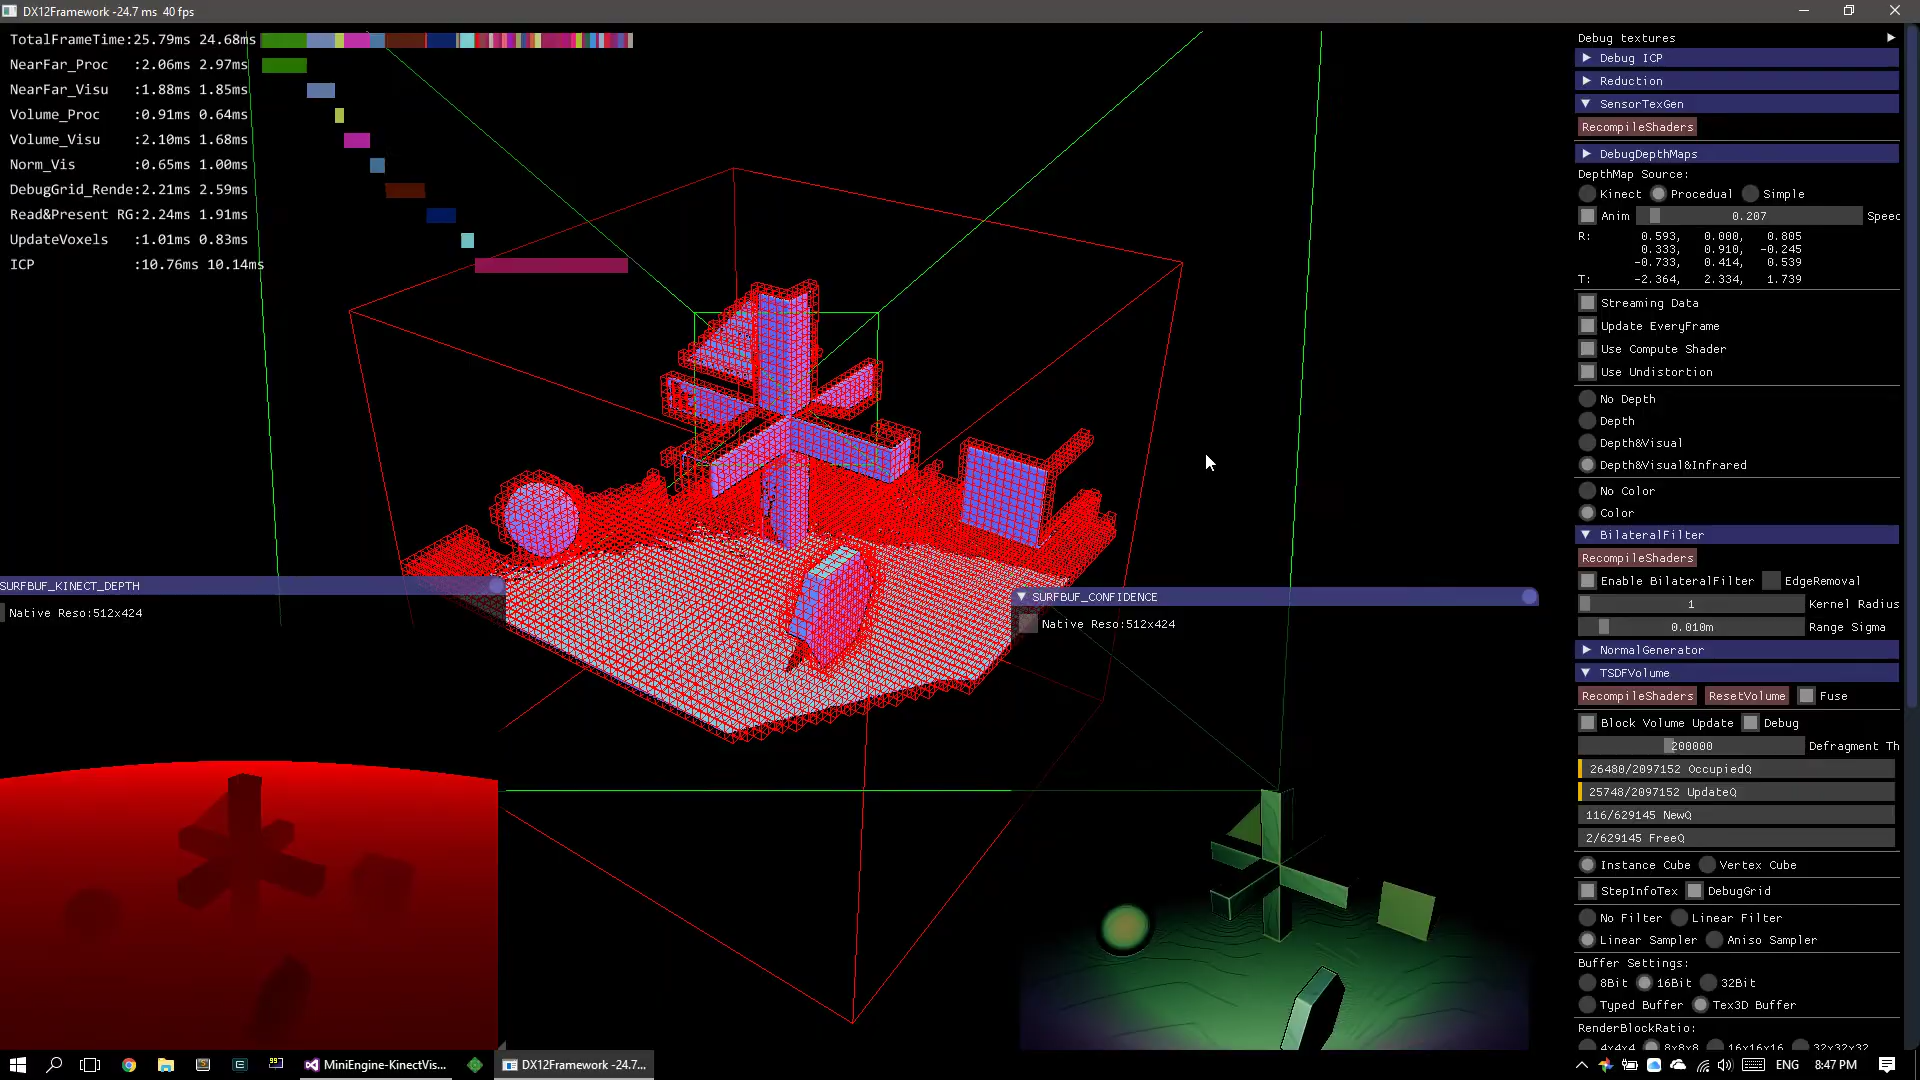 DX12Framework -24.7 ms  40 fps
TotalFrameTime:25.79ms 24.68ms
NearFar_Proc   :2.06ms 2.97ms
NearFar_Visu   :1.88ms 1.85ms
Volume_Proc    :0.91ms 0.64ms
Volume_Visu    :2.10ms 1.68ms
Norm_Vis       :0.65ms 1.00ms
DebugGrid_Rende:2.21ms 2.59ms
Read&Present RG:2.24ms 1.91ms
UpdateVoxels   :1.01ms 0.83ms
ICP            :10.76ms 10.14ms
SURFBUF_KINECT_DEPTH
Native Reso:512x424
SURFBUF_CONFIDENCE
Native Reso:512x424
Debug textures
Debug ICP
Reduction
SensorTexGen
RecompileShaders
DebugDepthMaps
DepthMap Source:
Kinect Procedual Simple
Anim 0.207 Speed
R: 0.593, 0.000, 0.805
0.333, 0.910, -0.245
-0.733, 0.414, 0.539
T: -2.364, 2.334, 1.739
Streaming Data
Update EveryFrame
Use Compute Shader
Use Undistortion
No Depth
Depth
Depth&Visual
Depth&Visual&Infrared
No Color
Color
BilateralFilter
RecompileShaders
Enable BilateralFilter EdgeRemoval
1 Kernel Radius
0.010m Range Sigma
NormalGenerator
TSDFVolume
RecompileShaders ResetVolume Fuse
Block Volume Update Debug
200000 Defragment Th
26480/2097152 OccupiedQ
25748/2097152 UpdateQ
116/629145 NewQ
2/629145 FreeQ
Instance Cube Vertex Cube
StepInfoTex DebugGrid
No Filter Linear Filter
Linear Sampler Aniso Sampler
Buffer Settings:
8Bit 16Bit 32Bit
Typed Buffer Tex3D Buffer
RenderBlockRatio:
4x4x4 8x8x8 16x16x16 32x32x32
MiniEngine-KinectVis...
DX12Framework -24.7...
ENG
8:47 PM